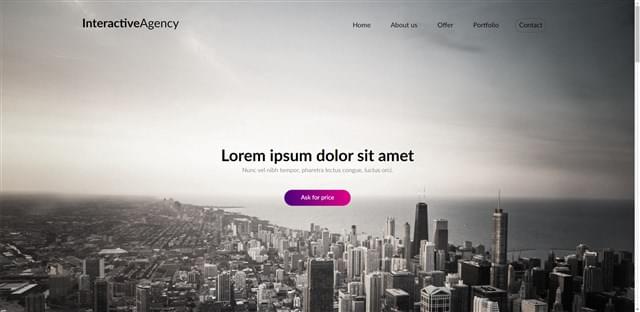 InteractiveAgency
Home About us Offer Portfolio Contact
Lorem ipsum dolor sit amet
Nunc vel nibh tempor, pharetra lectus congue, luctus orci.
Ask for price